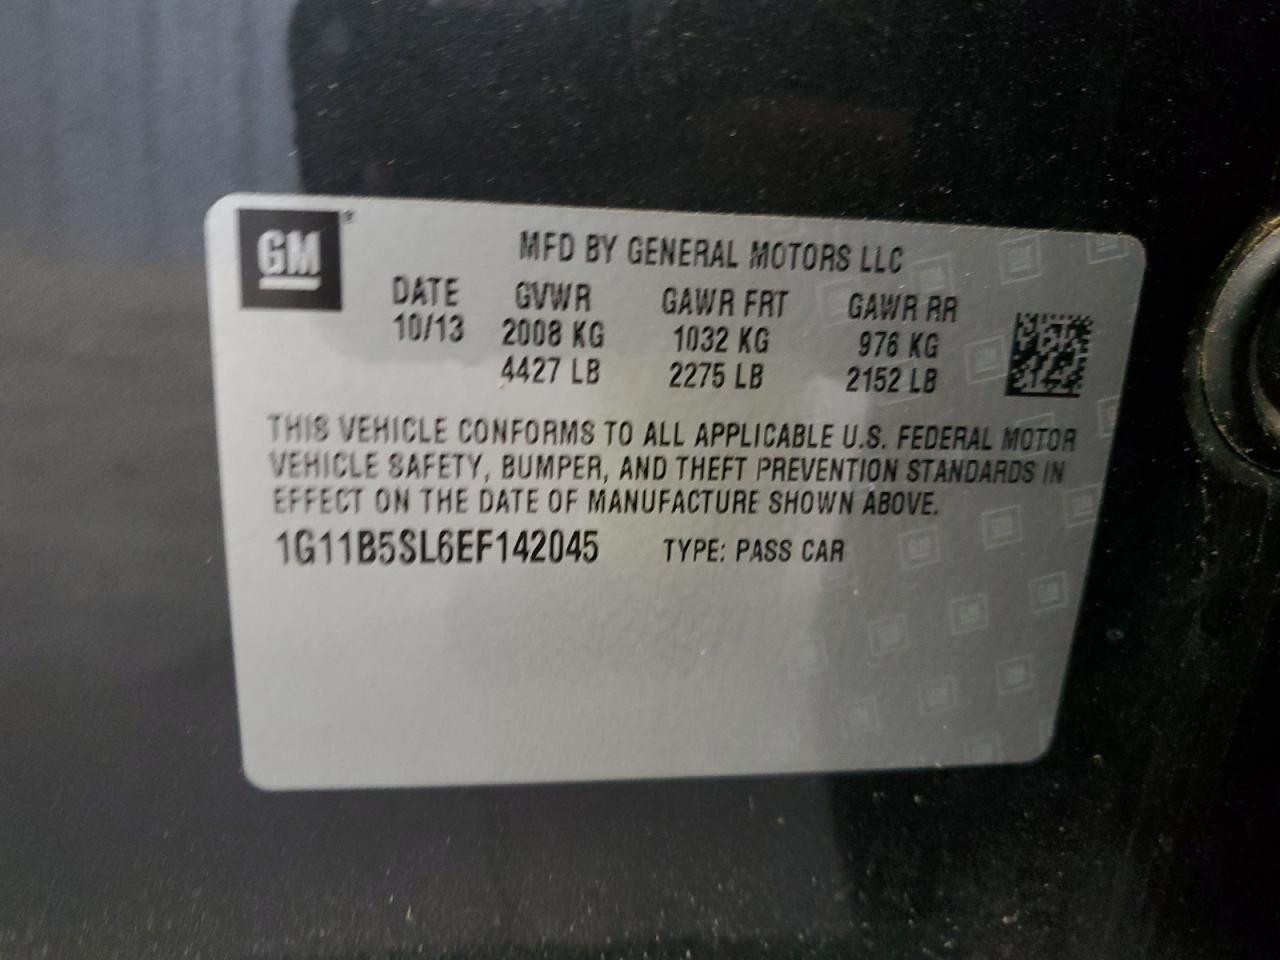 GM®
MFD BY GENERAL MOTORS LLC
DATE GVWR GAWR FRT GAWR RR
10/13 2008 KG 1032 KG 976 KG
4427 LB 2275 LB 2152 LB
THIS VEHICLE CONFORMS TO ALL APPLICABLE U.S. FEDERAL MOTOR
VEHICLE SAFETY, BUMPER, AND THEFT PREVENTION STANDARDS IN
EFFECT ON THE DATE OF MANUFACTURE SHOWN ABOVE.
1G11B5SL6EF142045 TYPE: PASS CAR